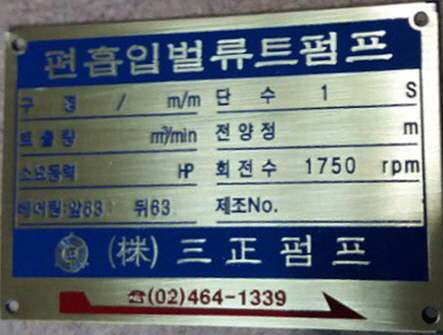 편흡입벌류트펌프
구 경 / m/m 단 수 1 S
토출량 m³/min 전양정 m
소요동력 HP 회전수 1750 rpm
베어링:앞63 뒤63 제조No.
(株) 三正펌프
☎(02)464-1339